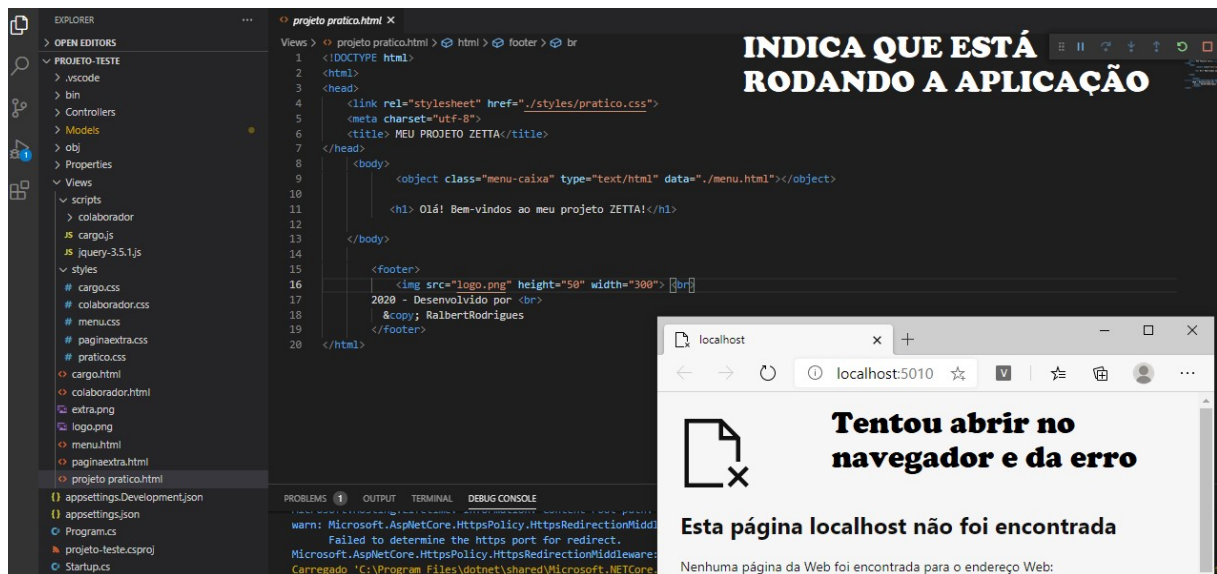 EXPLORER
OPEN EDITORS
PROJETO-TESTE
.vscode
bin
Controllers
Models
obj
Properties
Views
scripts
colaborador
JS cargo.js
JS jquery-3.5.1.js
styles
# cargo.css
# colaborador.css
# menu.css
# paginaextra.css
# pratico.css
<> cargo.html
<> colaborador.html
extra.png
logo.png
<> menu.html
<> paginaextra.html
<> projeto pratico.html
{} appsettings.Development.json
{} appsettings.json
Program.cs
projeto-teste.csproj
Startup.cs
1
<> projeto pratico.html ×
Views > <> projeto pratico.html > html > footer > br
1 <!DOCTYPE html>
2 <html>
3 <head>
4 <link rel="stylesheet" href="./styles/pratico.css">
5 <meta charset="utf-8">
6 <title> MEU PROJETO ZETTA</title>
7 </head>
8 <body>
9 <object class="menu-caixa" type="text/html" data="./menu.html"></object>
10
11 <h1> Olá! Bem-vindos ao meu projeto ZETTA!</h1>
12
13 </body>
14
15 <footer>
16 <img src="logo.png" height="50" width="300"> <br>
17 2020 - Desenvolvido por <br>
18 &copy; RalbertRodrigues
19 </footer>
20 </html>
INDICA QUE ESTÁ
RODANDO A APLICAÇÃO
PROBLEMS 1 OUTPUT TERMINAL DEBUG CONSOLE
warn: Microsoft.AspNetCore.HttpsPolicy.HttpsRedirectionMiddl
Failed to determine the https port for redirect.
Microsoft.AspNetCore.HttpsPolicy.HttpsRedirectionMiddleware:
Carregado 'C:\Program Files\dotnet\shared\Microsoft.NETCore.
localhost
localhost:5010
V
Tentou abrir no
navegador e da erro
Esta página localhost não foi encontrada
Nenhuma página da Web foi encontrada para o endereço Web: